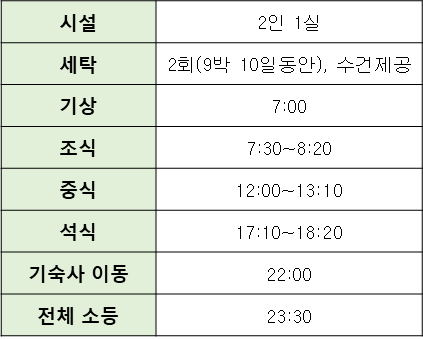 시설 2인 1실
세탁 2회(9박 10일동안), 수건제공
기상 7:00
조식 7:30~8:20
중식 12:00~13:10
석식 17:10~18:20
기숙사 이동 22:00
전체 소등 23:30